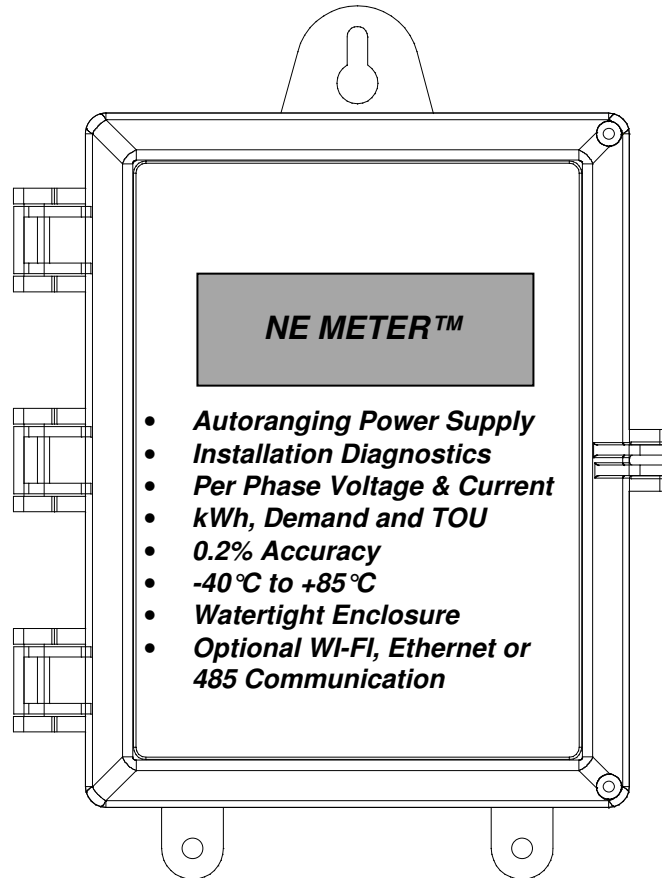 NE METER™
• Autoranging Power Supply
• Installation Diagnostics
• Per Phase Voltage & Current
• kWh, Demand and TOU
• 0.2% Accuracy
• -40°C to +85°C
• Watertight Enclosure
• Optional WI-FI, Ethernet or
485 Communication